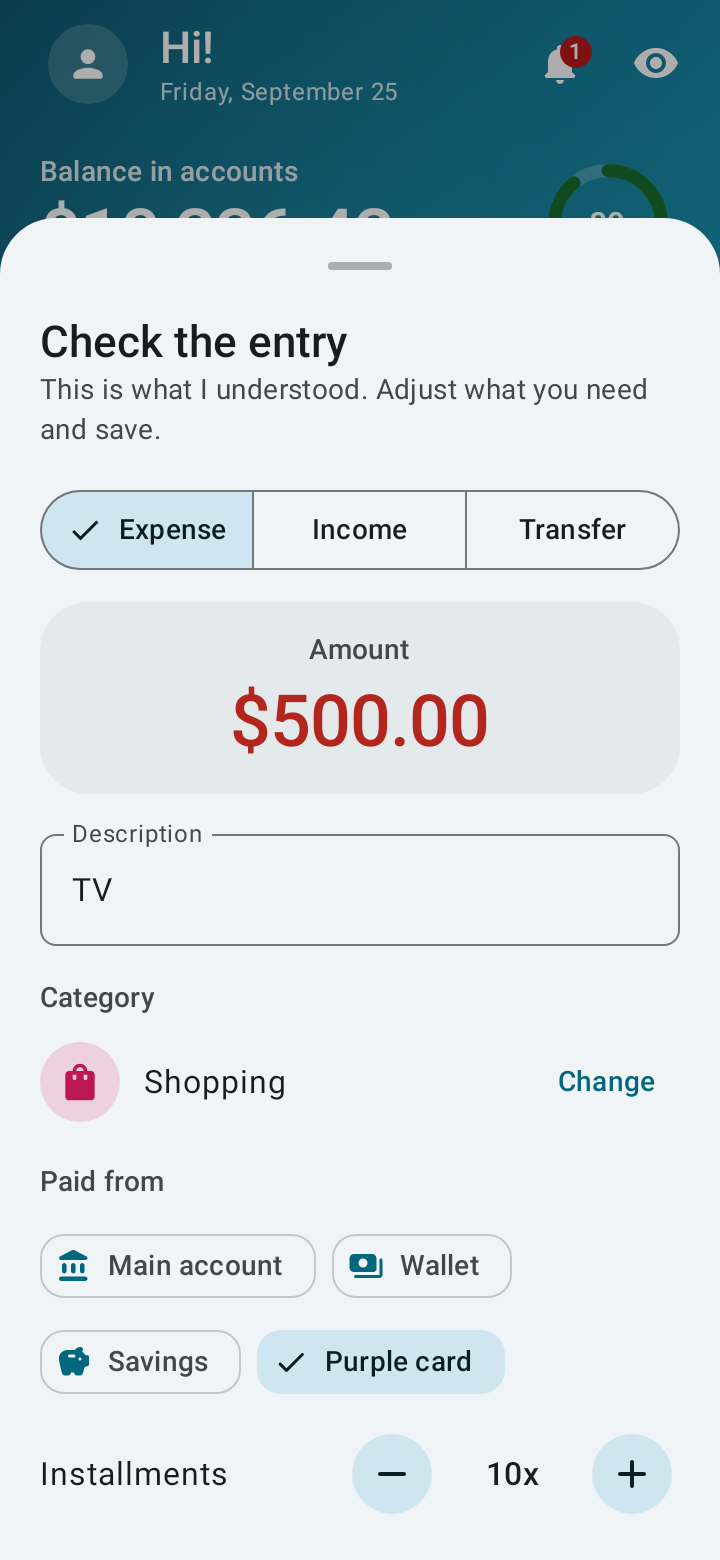 Hi!
1
Friday, September 25
Balance in accounts
Check the entry
This is what I understood. Adjust what you need
and save.
Expense
Income
Transfer
Amount
$500.00
Description
TV
Category
Shopping
Change
Paid from
Main account
Wallet
Savings
Purple card
Installments
10x